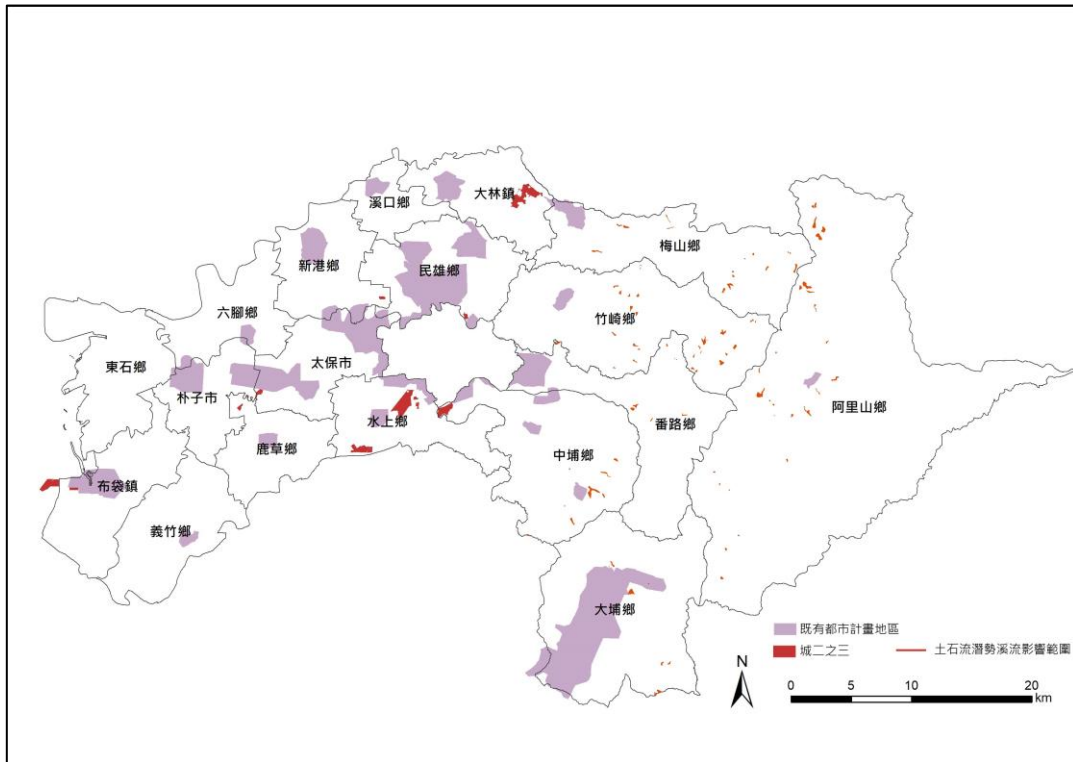 大林鎮
溪口鄉
梅山鄉
新港鄉
民雄鄉
六腳鄉
竹崎鄉
東石鄉
太保市
朴子市
阿里山鄉
水上鄉
番路鄉
鹿草鄉
中埔鄉
布袋鎮
義竹鄉
大埔鄉
既有都市計畫地區
城二之三
土石流潛勢溪流影響範圍
N
0 5 10 20
km